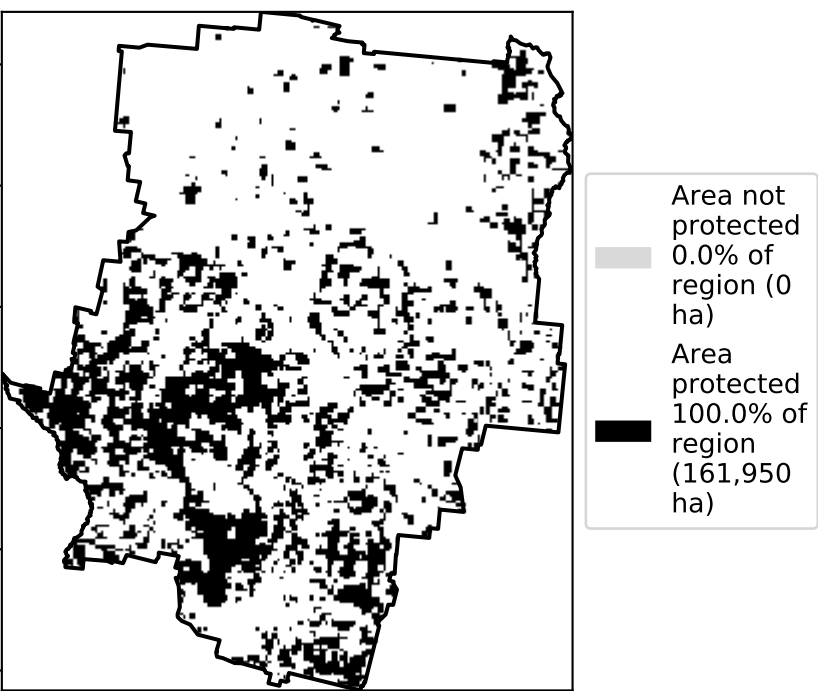 Area not
protected
0.0% of
region (0
ha)
Area
protected
100.0% of
region
(161,950
ha)